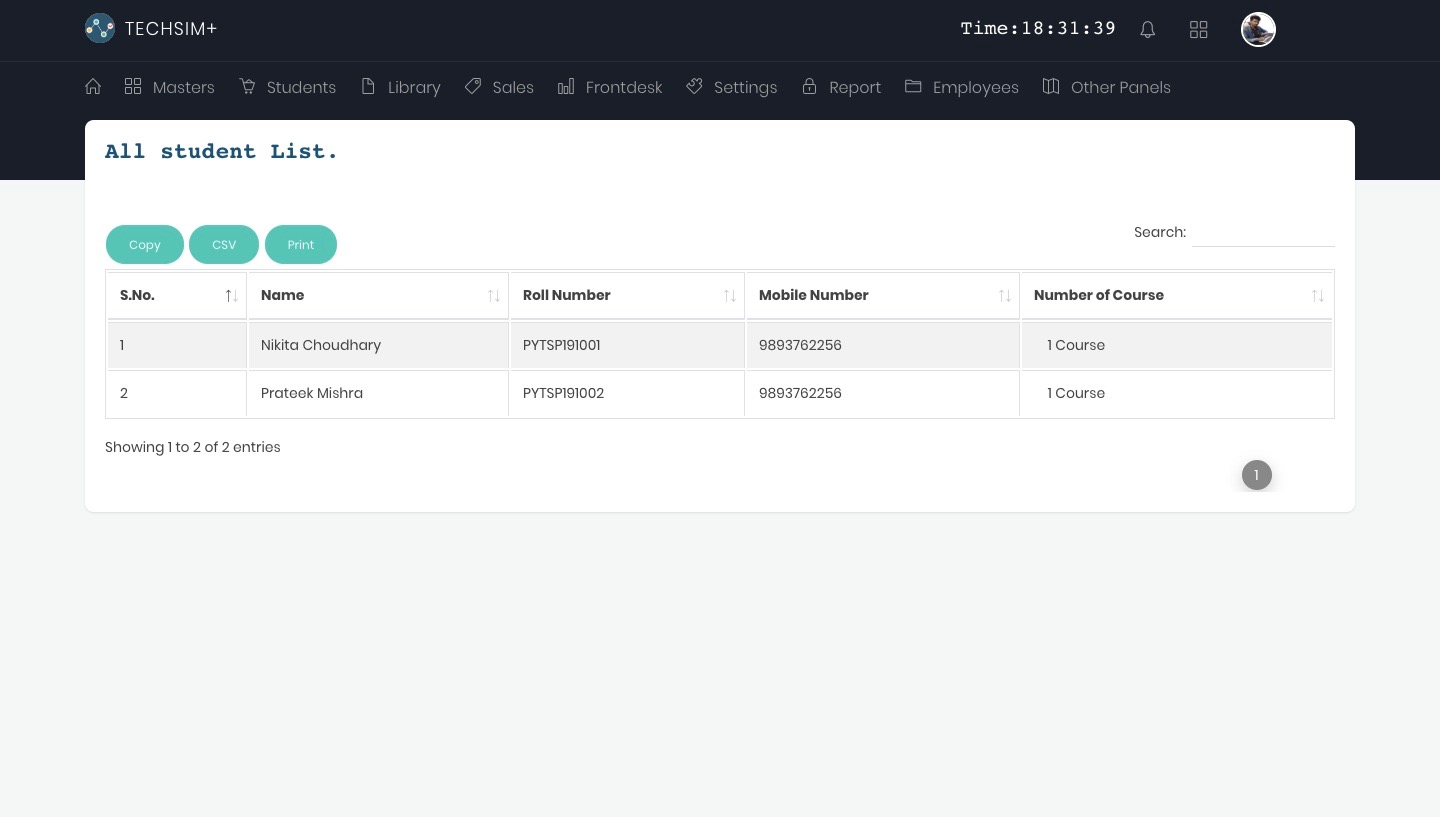 TECHSIM+
Time:18:31:39
Masters Students Library Sales Frontdesk Settings Report Employees Other Panels
All student List.
Copy CSV Print
Search:
S.No. Name Roll Number Mobile Number Number of Course
1 Nikita Choudhary PYTSP191001 9893762256 1 Course
2 Prateek Mishra PYTSP191002 9893762256 1 Course
Showing 1 to 2 of 2 entries
1